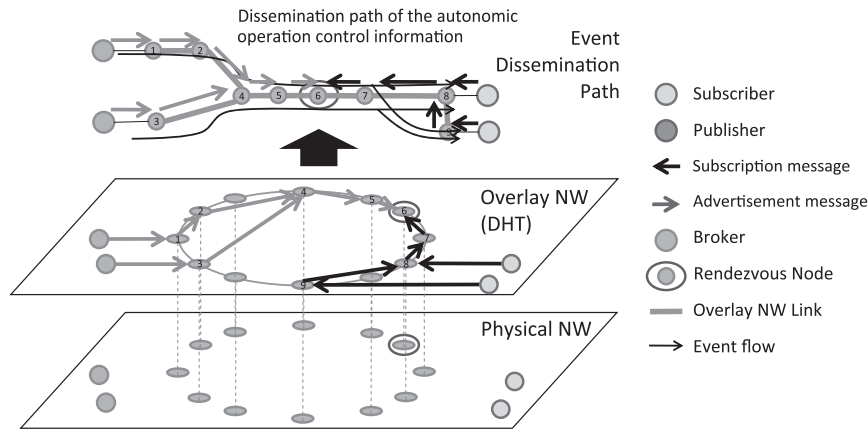 Dissemination path of the autonomic
operation control information
Event
Dissemination
Path
1
2
3
4
5
6
7
8
9
Subscriber
Publisher
Subscription message
Advertisement message
Broker
Rendezvous Node
Overlay NW Link
Event flow
Overlay NW
(DHT)
1
2
3
4
5
6
7
8
9
Physical NW